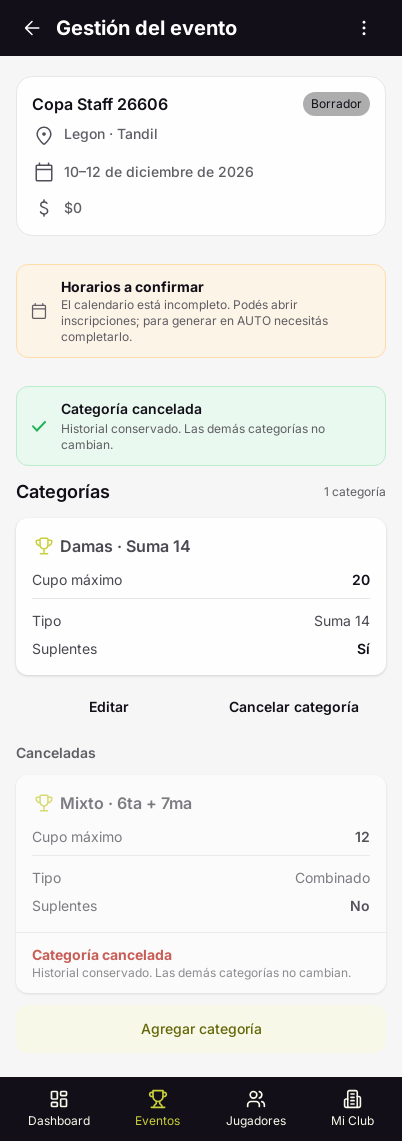 Gestión del evento
Copa Staff 26606
Borrador
Legon · Tandil
10–12 de diciembre de 2026
$0
Horarios a confirmar
El calendario está incompleto. Podés abrir
inscripciones; para generar en AUTO necesitás
completarlo.
Categoría cancelada
Historial conservado. Las demás categorías no
cambian.
Categorías
1 categoría
Damas · Suma 14
Cupo máximo
20
Tipo
Suma 14
Suplentes
Sí
Editar
Cancelar categoría
Canceladas
Mixto · 6ta + 7ma
Cupo máximo
12
Tipo
Combinado
Suplentes
No
Categoría cancelada
Historial conservado. Las demás categorías no cambian.
Agregar categoría
Dashboard
Eventos
Jugadores
Mi Club